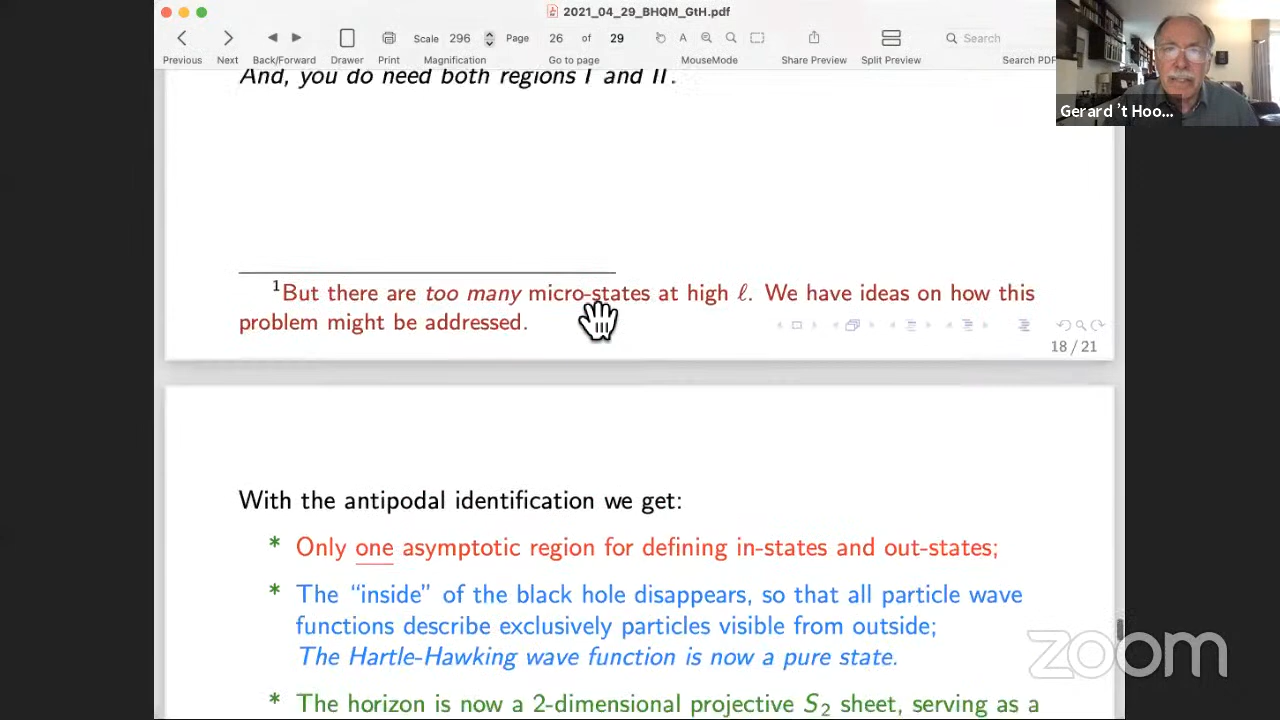 2021_04_29_BHQM_GtH.pdf
Scale 296 Page 26 of 29 A Search
Previous Next Back/Forward Drawer Print Magnification Go to page MouseMode Share Preview Split Preview Search PDF
Gerard 't Hoo...
And, you do need both regions I and II.
¹But there are too many micro-states at high ℓ. We have ideas on how this
problem might be addressed.
18 / 21
With the antipodal identification we get:
* Only one asymptotic region for defining in-states and out-states;
* The “inside” of the black hole disappears, so that all particle wave
functions describe exclusively particles visible from outside;
The Hartle-Hawking wave function is now a pure state.
* The horizon is now a 2-dimensional projective S₂ sheet, serving as a
zoom